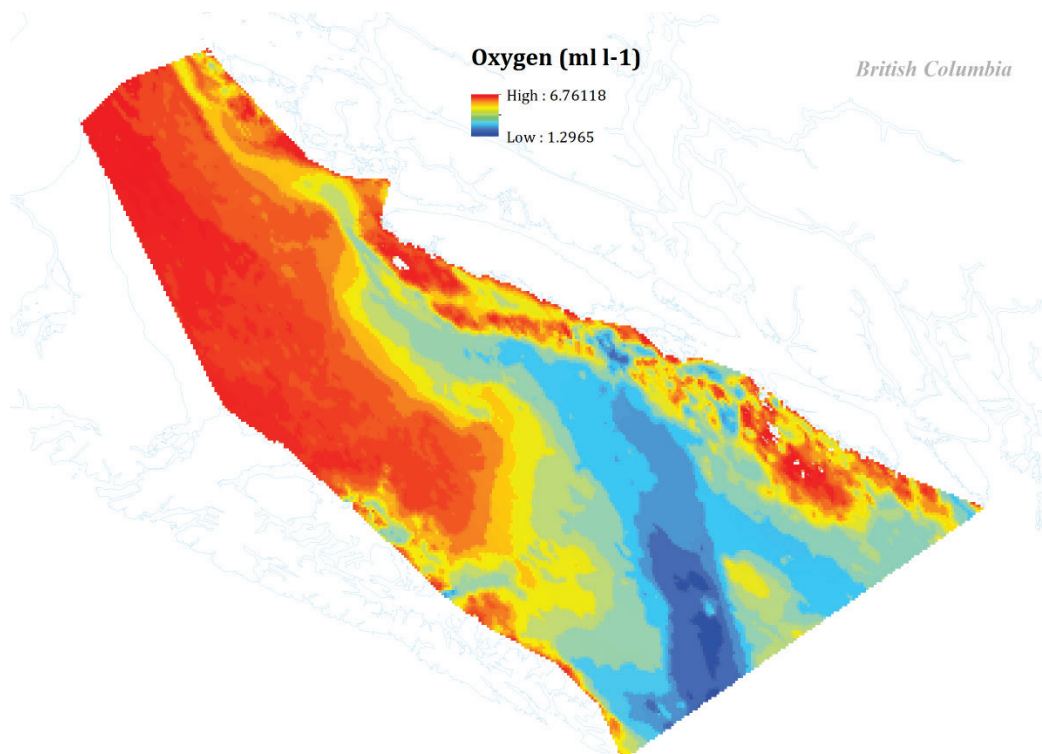 Oxygen (ml l-1)
British Columbia
High : 6.76118
Low : 1.2965